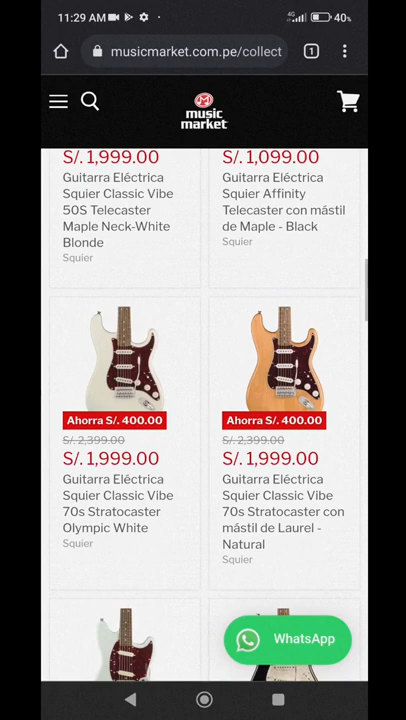 11:29 AM
4G
40%
musicmarket.com.pe/collect
1
music
market
S/. 1,999.00
Guitarra Eléctrica
Squier Classic Vibe
50S Telecaster
Maple Neck-White
Blonde
Squier
S/. 1,099.00
Guitarra Eléctrica
Squier Affinity
Telecaster con mástil
de Maple - Black
Squier
Ahorra S/. 400.00
S/. 2,399.00
S/. 1,999.00
Guitarra Eléctrica
Squier Classic Vibe
70s Stratocaster
Olympic White
Squier
Ahorra S/. 400.00
S/. 2,399.00
S/. 1,999.00
Guitarra Eléctrica
Squier Classic Vibe
70s Stratocaster con
mástil de Laurel -
Natural
Squier
WhatsApp